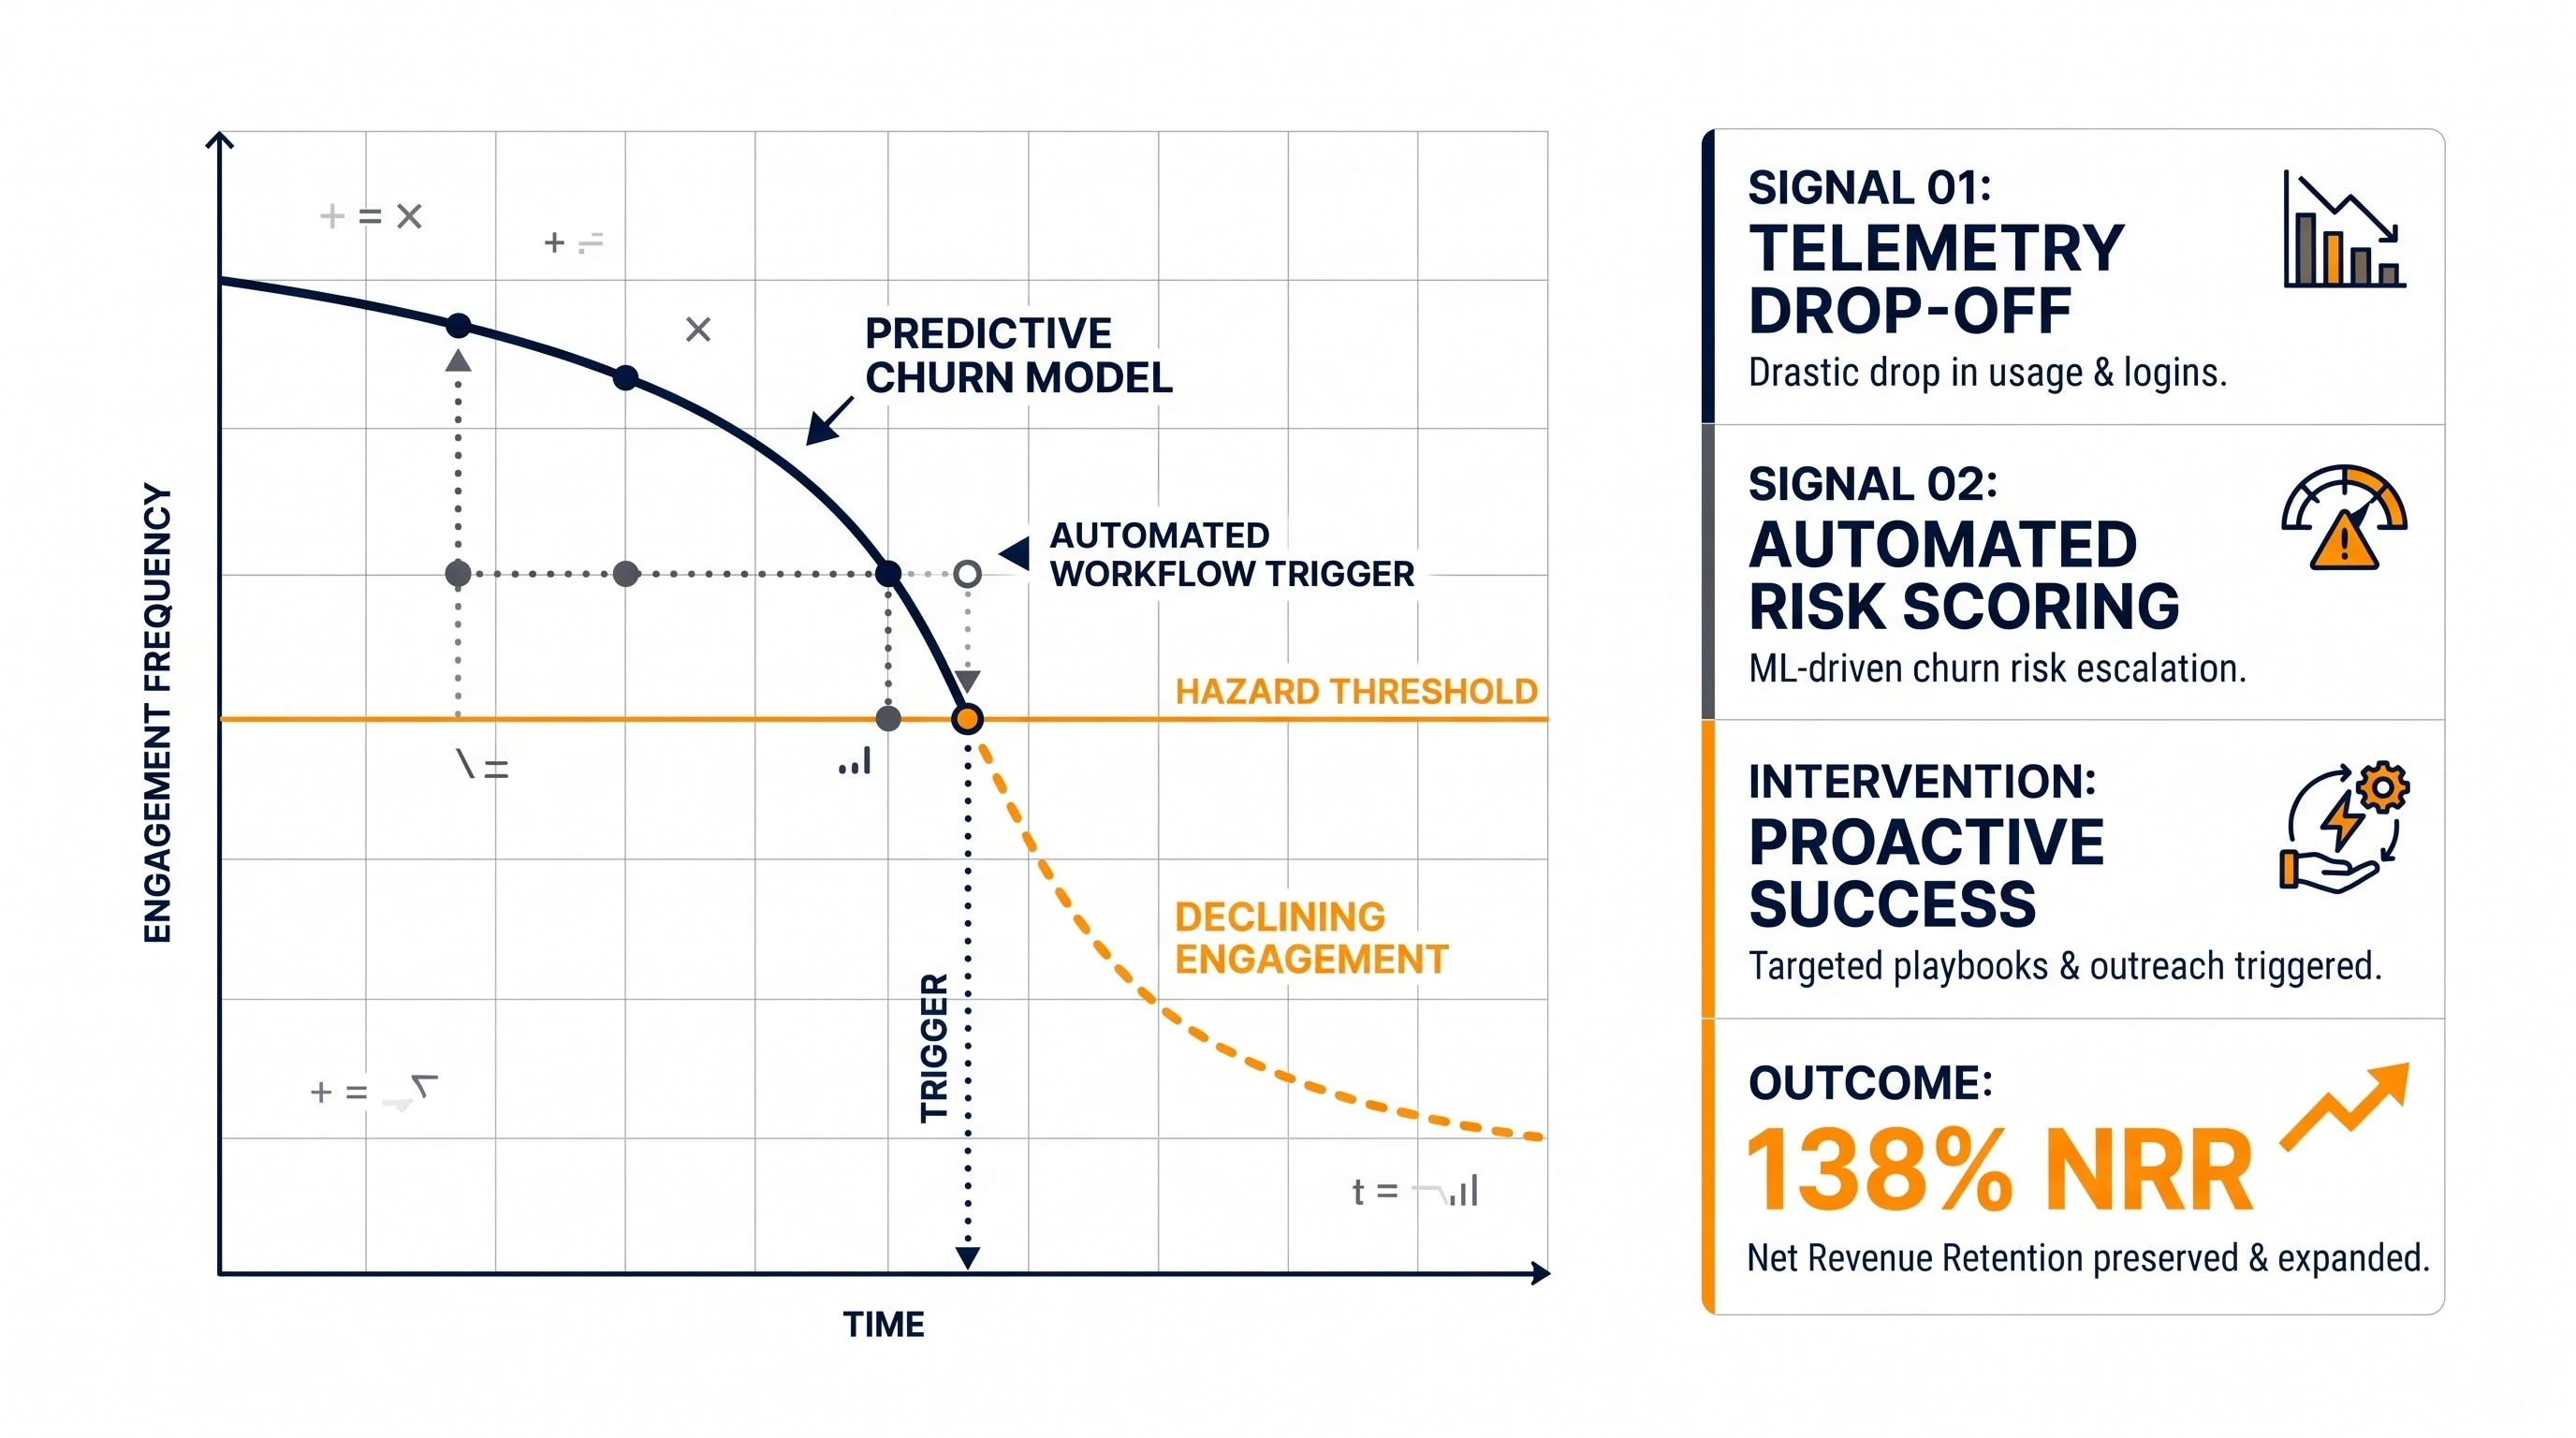 + = ×
+
×
PREDICTIVE
CHURN MODEL
AUTOMATED
WORKFLOW TRIGGER
HAZARD THRESHOLD
\ =
DECLINING
ENGAGEMENT
TRIGGER
+ =
t =
ENGAGEMENT FREQUENCY
TIME
SIGNAL 01:
TELEMETRY
DROP-OFF
Drastic drop in usage & logins.
SIGNAL 02:
AUTOMATED
RISK SCORING
ML-driven churn risk escalation.
INTERVENTION:
PROACTIVE
SUCCESS
Targeted playbooks & outreach triggered.
OUTCOME:
138% NRR
Net Revenue Retention preserved & expanded.